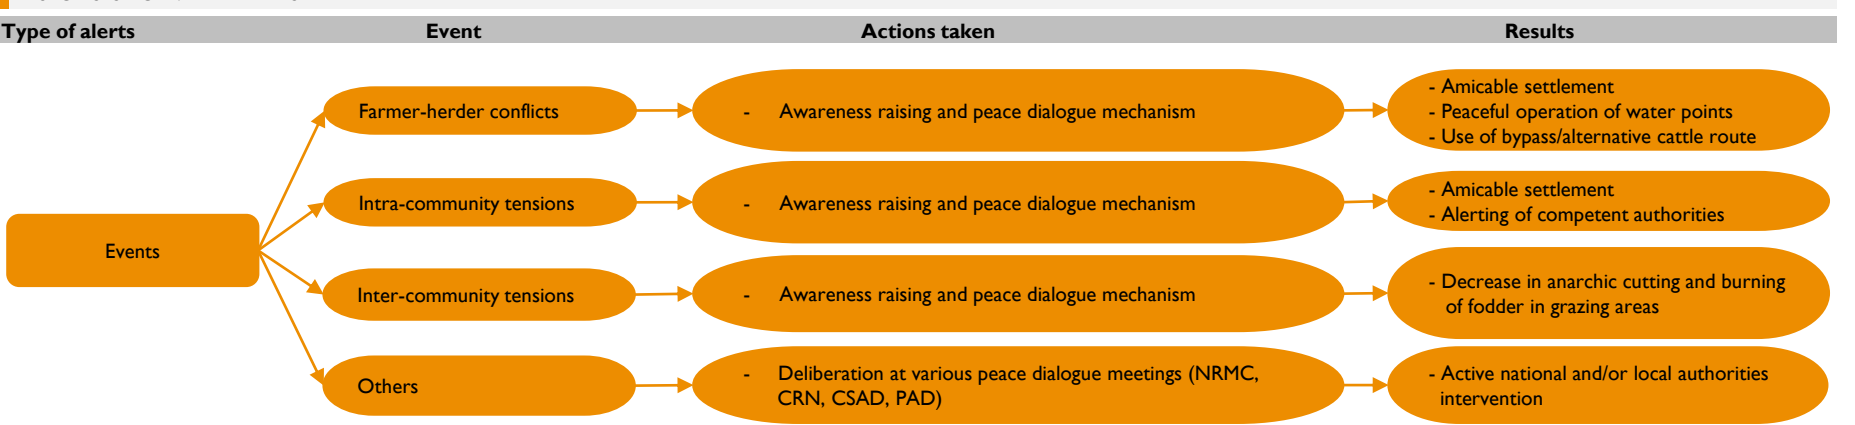 Type of alerts
Event
Actions taken
Results
Events
Farmer-herder conflicts
- Awareness raising and peace dialogue mechanism
- Amicable settlement
- Peaceful operation of water points
- Use of bypass/alternative cattle route
Intra-community tensions
- Awareness raising and peace dialogue mechanism
- Amicable settlement
- Alerting of competent authorities
Inter-community tensions
- Awareness raising and peace dialogue mechanism
- Decrease in anarchic cutting and burning
of fodder in grazing areas
Others
- Deliberation at various peace dialogue meetings (NRMC,
CRN, CSAD, PAD)
- Active national and/or local authorities
intervention